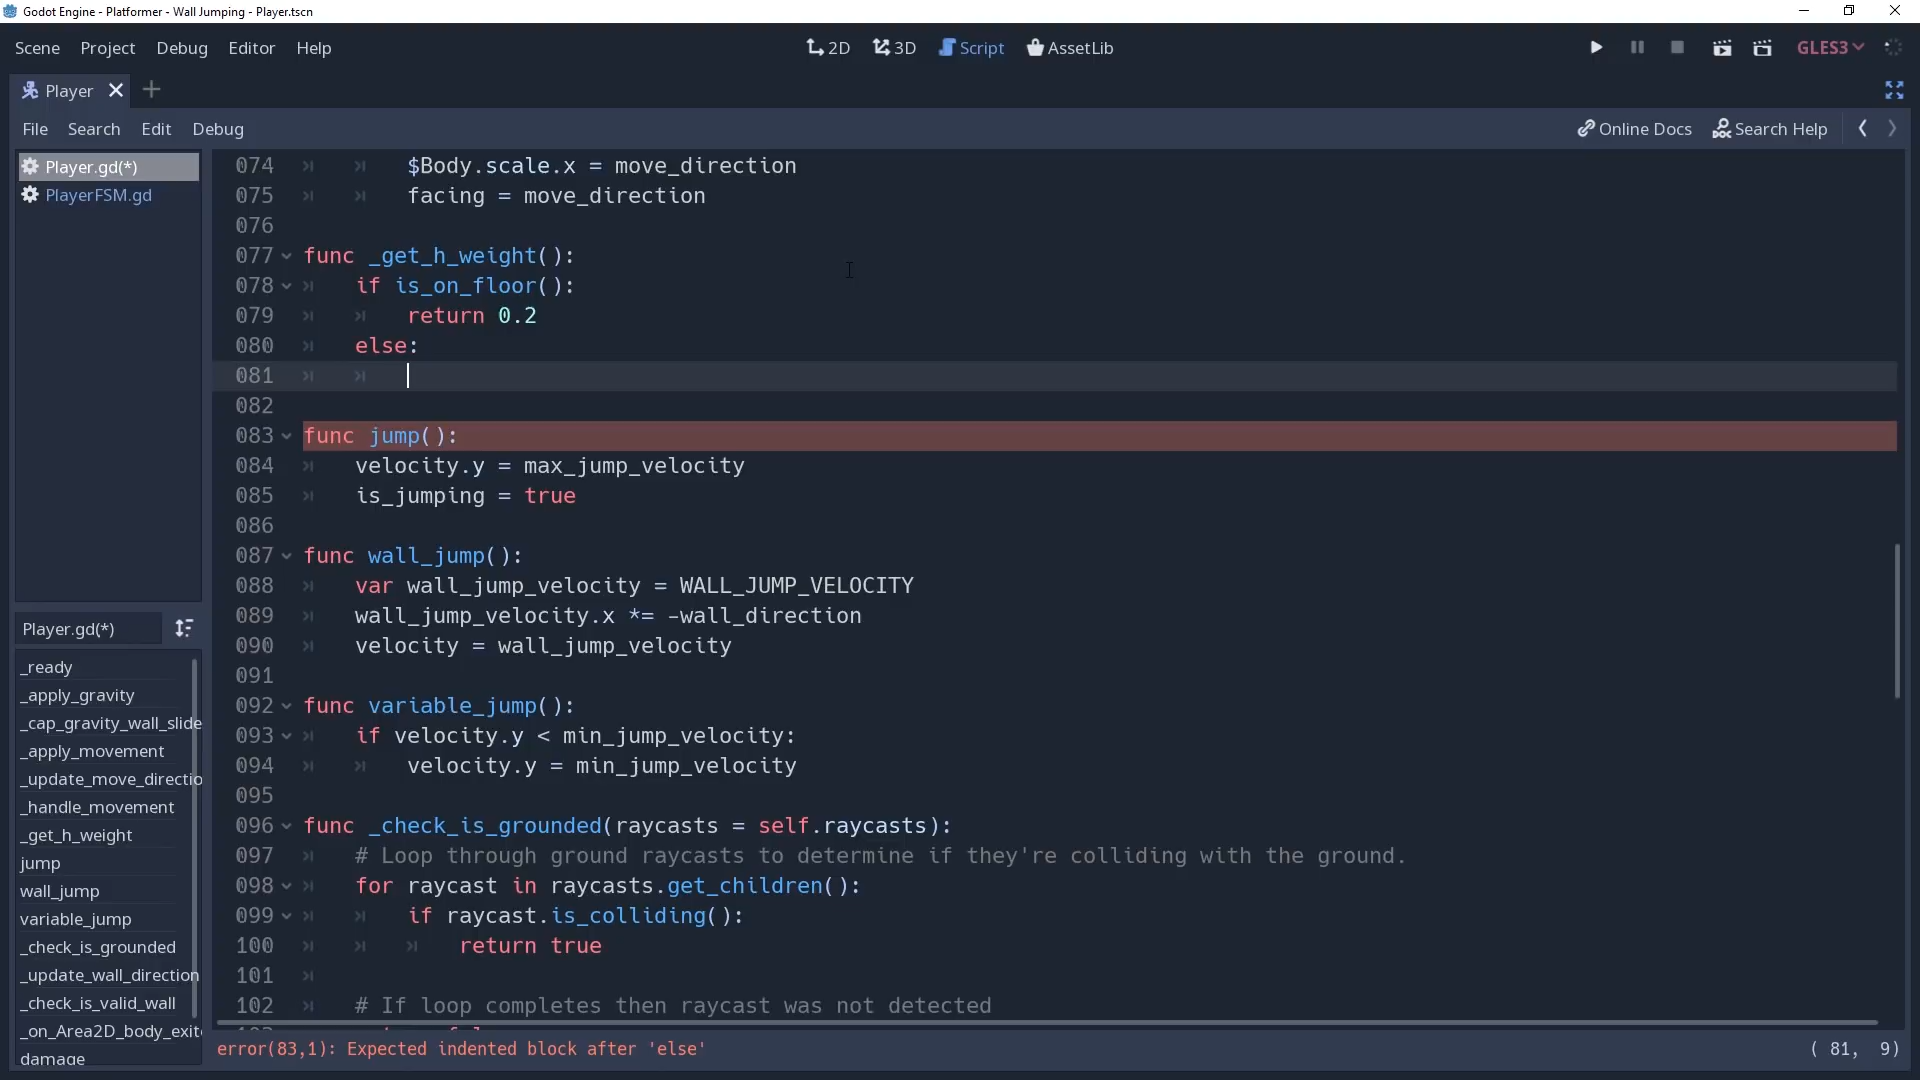 Godot Engine - Platformer - Wall Jumping - Player.tscn
Scene Project Debug Editor Help 2D 3D Script AssetLib GLES3
Player
File Search Edit Debug Online Docs Search Help
Player.gd(*)
PlayerFSM.gd
074 $Body.scale.x = move_direction
075 facing = move_direction
076
077 func _get_h_weight():
078 if is_on_floor():
079 return 0.2
080 else:
081
082
083 func jump():
084 velocity.y = max_jump_velocity
085 is_jumping = true
086
087 func wall_jump():
088 var wall_jump_velocity = WALL_JUMP_VELOCITY
089 wall_jump_velocity.x *= -wall_direction
090 velocity = wall_jump_velocity
091
092 func variable_jump():
093 if velocity.y < min_jump_velocity:
094 velocity.y = min_jump_velocity
095
096 func _check_is_grounded(raycasts = self.raycasts):
097 # Loop through ground raycasts to determine if they're colliding with the ground.
098 for raycast in raycasts.get_children():
099 if raycast.is_colliding():
100 return true
101
102 # If loop completes then raycast was not detected
Player.gd(*)
_ready
_apply_gravity
_cap_gravity_wall_slide
_apply_movement
_update_move_directio
_handle_movement
_get_h_weight
jump
wall_jump
variable_jump
_check_is_grounded
_update_wall_direction
_check_is_valid_wall
_on_Area2D_body_exit
damage
error(83,1): Expected indented block after 'else' ( 81, 9)